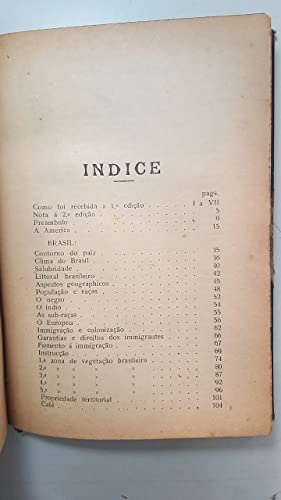 INDICE
pags.
Como foi recebida a 1.ª edição . . . . I a VII
Nota á 2.ª edição . . . . 5
Preambulo . . . . 9
A America . . . . 15
BRASIL:
Contorno do paiz . . . . 35
Clima do Brasil . . . . 36
Salubridade . . . . 40
Littoral brasileiro . . . . 42
Aspectos geographicos . . . . 45
População e raças . . . . 48
O negro . . . . 52
O indio . . . . 54
As sub-raças . . . . 57
O Europeu . . . . 60
Immigração e colonização . . . . 62
Garantias e direitos dos immigrantes . . . . 66
Fomento á immigração . . . . 67
Instrucção . . . . 69
1.ª zona de vegetação brasileira . . . . 74
2.ª » » » » . . . . 80
3.ª » » » » . . . . 87
4.ª » » » » . . . . 92
5.ª » » » » . . . . 96
Propriedade territorial . . . . 101
Café . . . . 104